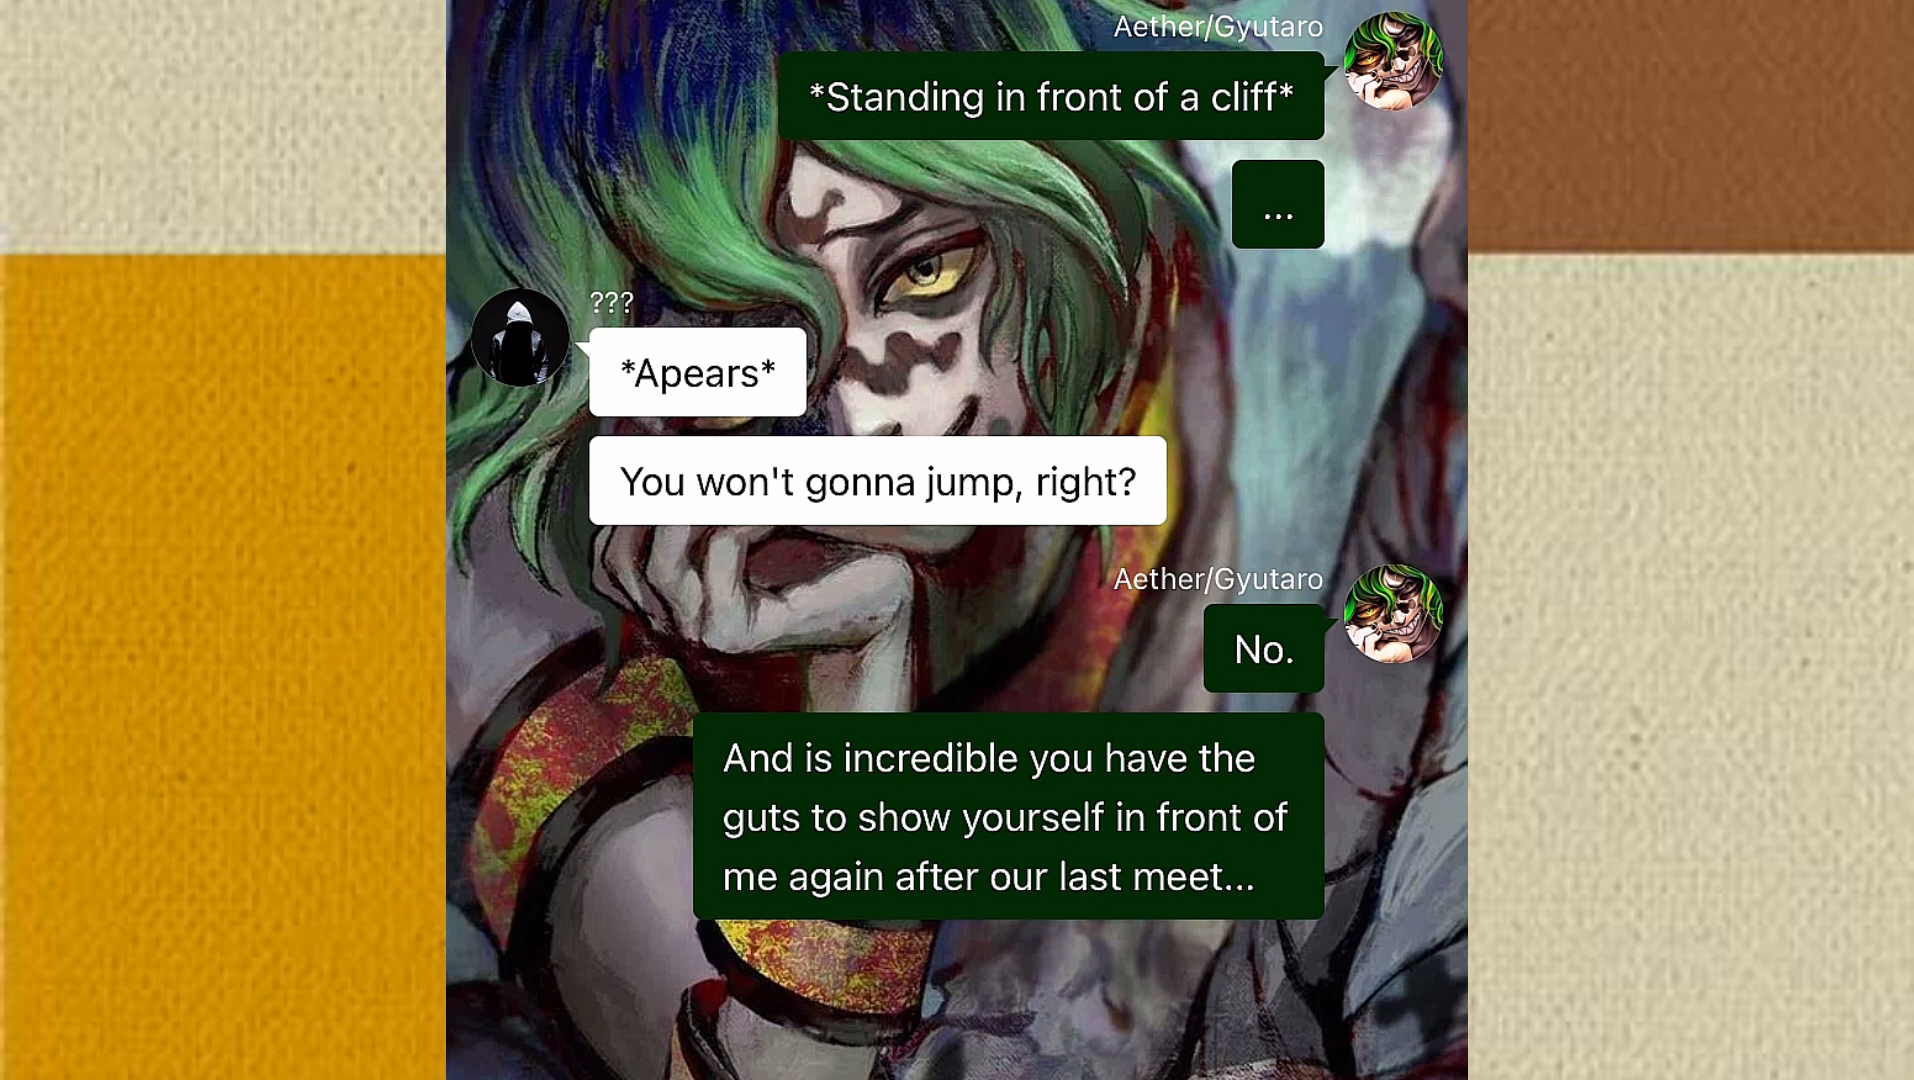 Aether/Gyutaro
*Standing in front of a cliff*
...
???
*Apears*
You won't gonna jump, right?
Aether/Gyutaro
No.
And is incredible you have the
guts to show yourself in front of
me again after our last meet...